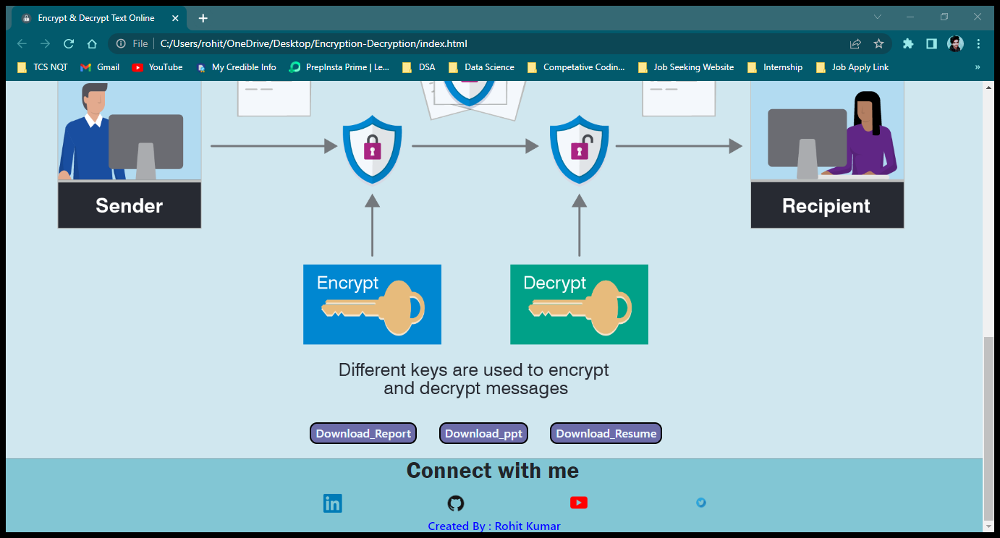 Encrypt & Decrypt Text Online
File C:/Users/rohit/OneDrive/Desktop/Encryption-Decryption/index.html
TCS NQT Gmail YouTube My Credible Info PrepInsta Prime | Le... DSA Data Science Competative Codin... Job Seeking Website Internship Job Apply Link »
Sender
Recipient
Encrypt
Decrypt
Different keys are used to encrypt
and decrypt messages
Download_Report Download_ppt Download_Resume
Connect with me
in
Created By : Rohit Kumar